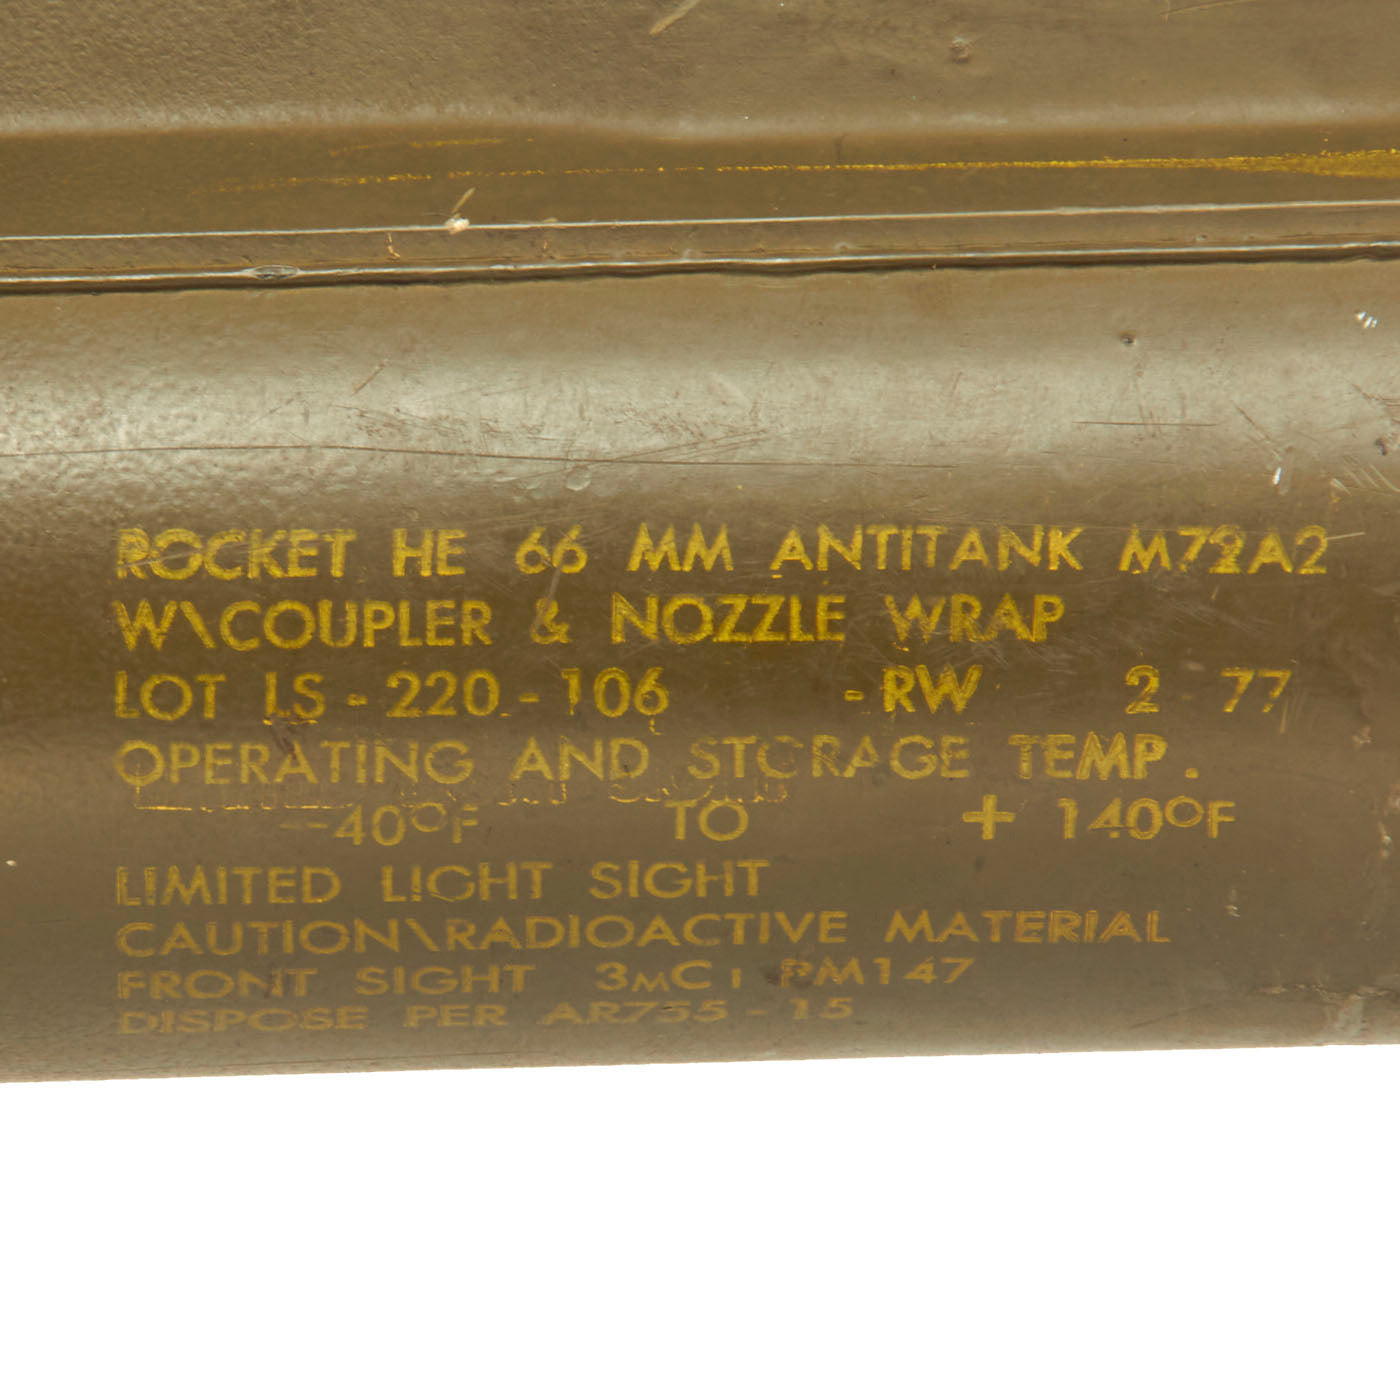 ROCKET HE 66 MM ANTITANK M72A2
W\COUPLER & NOZZLE WRAP
LOT LS-220-106 -RW 2 77
OPERATING AND STORAGE TEMP.
-40°F TO + 140°F
LIMITED LIGHT SIGHT
CAUTION\RADIOACTIVE MATERIAL
FRONT SIGHT 3MCI PM147
DISPOSE PER AR755-15